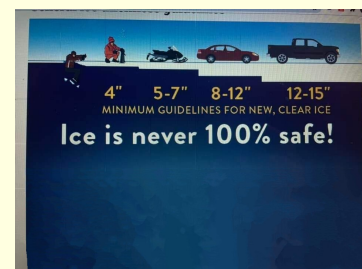 4" 5-7" 8-12" 12-15"
MINIMUM GUIDELINES FOR NEW, CLEAR ICE
Ice is never 100% safe!